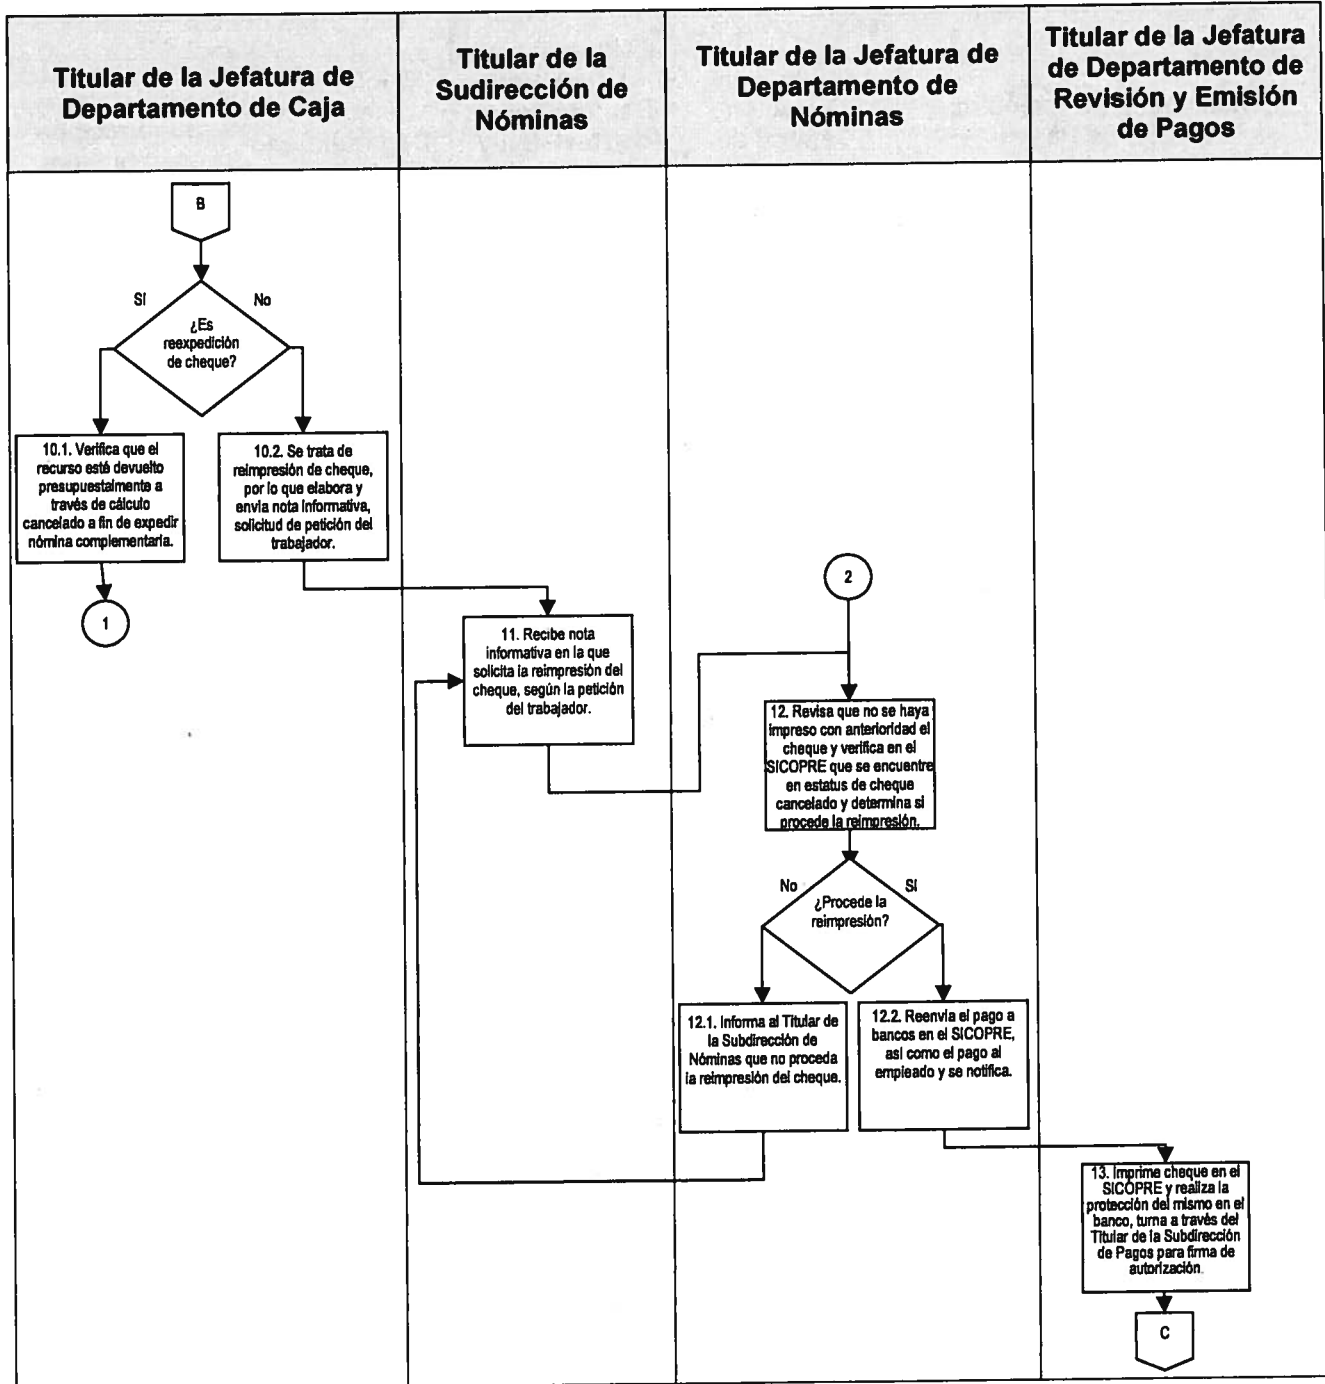 Titular de la Jefatura de
Departamento de Caja
Titular de la
Sudirección de
Nóminas
Titular de la Jefatura de
Departamento de
Nóminas
Titular de la Jefatura
de Departamento de
Revisión y Emisión
de Pagos
B
Sí
No
¿Es
reexpedición
de cheque?
10.1. Verifica que el
recurso esté devuelto
presupuestalmente a
través de cálculo
cancelado a fin de expedir
nómina complementaria.
10.2. Se trata de
reimpresión de cheque,
por lo que elabora y
envía nota informativa,
solicitud de petición del
trabajador.
1
2
11. Recibe nota
informativa en la que
solicita la reimpresión del
cheque, según la petición
del trabajador.
12. Revisa que no se haya
impreso con anterioridad el
cheque y verifica en el
SICOPRE que se encuentre
en estatus de cheque
cancelado y determina si
procede la reimpresión.
No
Sí
¿Procede la
reimpresión?
12.1. Informa al Titular de
la Subdirección de
Nóminas que no proceda
la reimpresión del cheque.
12.2. Reenvía el pago a
bancos en el SICOPRE,
así como el pago al
empleado y se notifica.
13. Imprime cheque en el
SICOPRE y realiza la
protección del mismo en el
banco, turna a través del
Titular de la Subdirección
de Pagos para firma de
autorización.
C